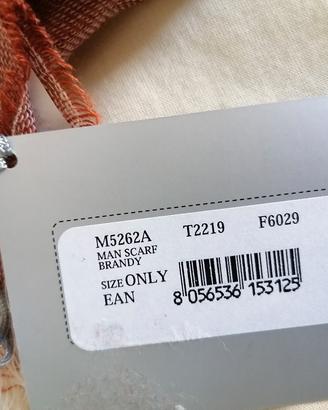 M5262A T2219 F6029
MAN SCARF
BRANDY
SIZE ONLY
EAN
8 056536 153125